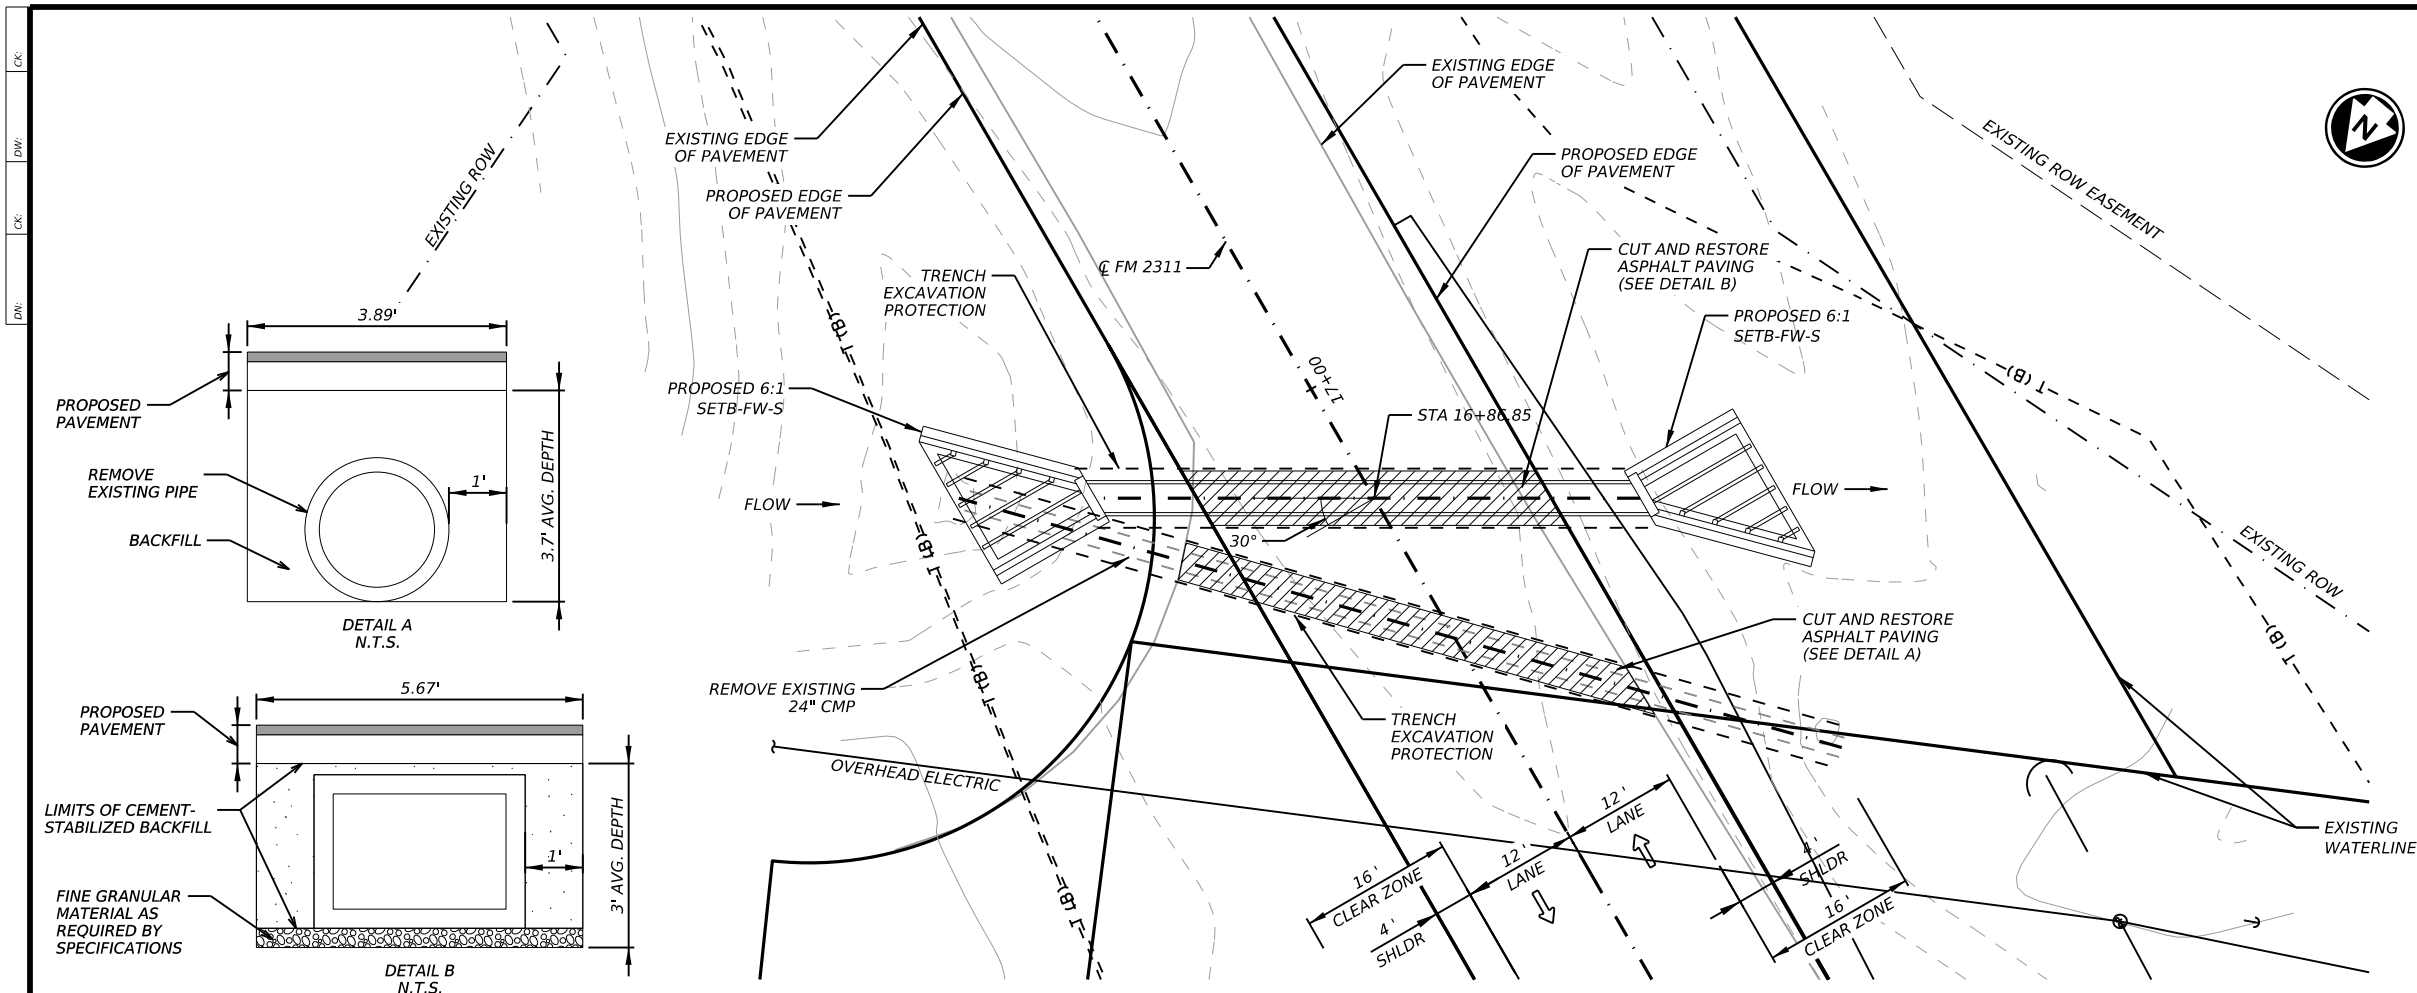 CK:
DW:
CK:
DN:
EXISTING ROW
EXISTING EDGE
OF PAVEMENT
PROPOSED EDGE
OF PAVEMENT
EXISTING EDGE
OF PAVEMENT
PROPOSED EDGE
OF PAVEMENT
N
EXISTING ROW EASEMENT
TRENCH
EXCAVATION
PROTECTION
℄ FM 2311
CUT AND RESTORE
ASPHALT PAVING
(SEE DETAIL B)
PROPOSED 6:1
SETB-FW-S
T (B)
17+00
STA 16+86.85
PROPOSED 6:1
SETB-FW-S
T (B)
FLOW
FLOW
30°
T (B)
EXISTING ROW
T (B)
CUT AND RESTORE
ASPHALT PAVING
(SEE DETAIL A)
REMOVE EXISTING
24" CMP
T (B)
TRENCH
EXCAVATION
PROTECTION
OVERHEAD ELECTRIC
T (B)
16'
CLEAR ZONE
4'
SHLDR
12'
LANE
12'
LANE
4'
SHLDR
16'
CLEAR ZONE
EXISTING
WATERLINE
3.89'
PROPOSED
PAVEMENT
REMOVE
EXISTING PIPE
BACKFILL
1'
3.7' AVG. DEPTH
DETAIL A
N.T.S.
5.67'
PROPOSED
PAVEMENT
LIMITS OF CEMENT-
STABILIZED BACKFILL
FINE GRANULAR
MATERIAL AS
REQUIRED BY
SPECIFICATIONS
1'
3' AVG. DEPTH
DETAIL B
N.T.S.